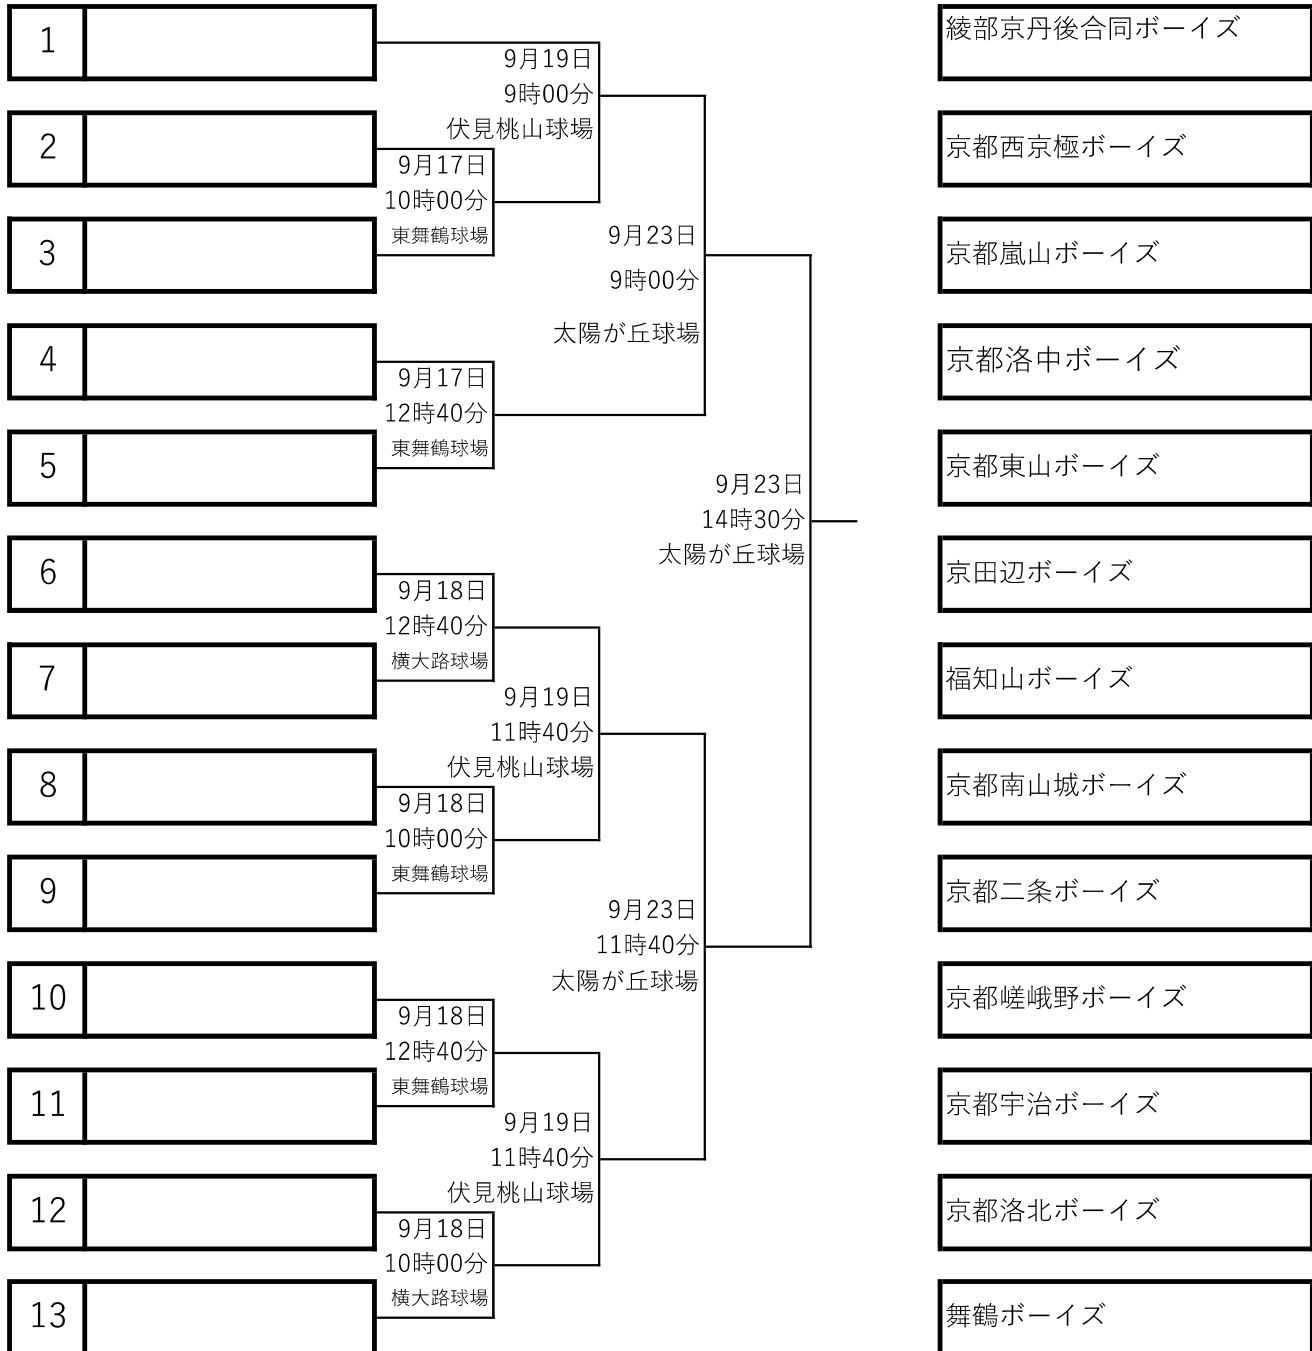 1
9月19日
9時00分
伏見桃山球場
2
9月17日
10時00分
東舞鶴球場
3
9月23日
9時00分
太陽が丘球場
4
9月17日
12時40分
東舞鶴球場
5
9月23日
14時30分
太陽が丘球場
6
9月18日
12時40分
横大路球場
7
9月19日
11時40分
伏見桃山球場
8
9月18日
10時00分
東舞鶴球場
9
9月23日
11時40分
太陽が丘球場
10
9月18日
12時40分
東舞鶴球場
11
9月19日
11時40分
伏見桃山球場
12
9月18日
10時00分
横大路球場
13
綾部京丹後合同ボーイズ
京都西京極ボーイズ
京都嵐山ボーイズ
京都洛中ボーイズ
京都東山ボーイズ
京田辺ボーイズ
福知山ボーイズ
京都南山城ボーイズ
京都二条ボーイズ
京都嵯峨野ボーイズ
京都宇治ボーイズ
京都洛北ボーイズ
舞鶴ボーイズ